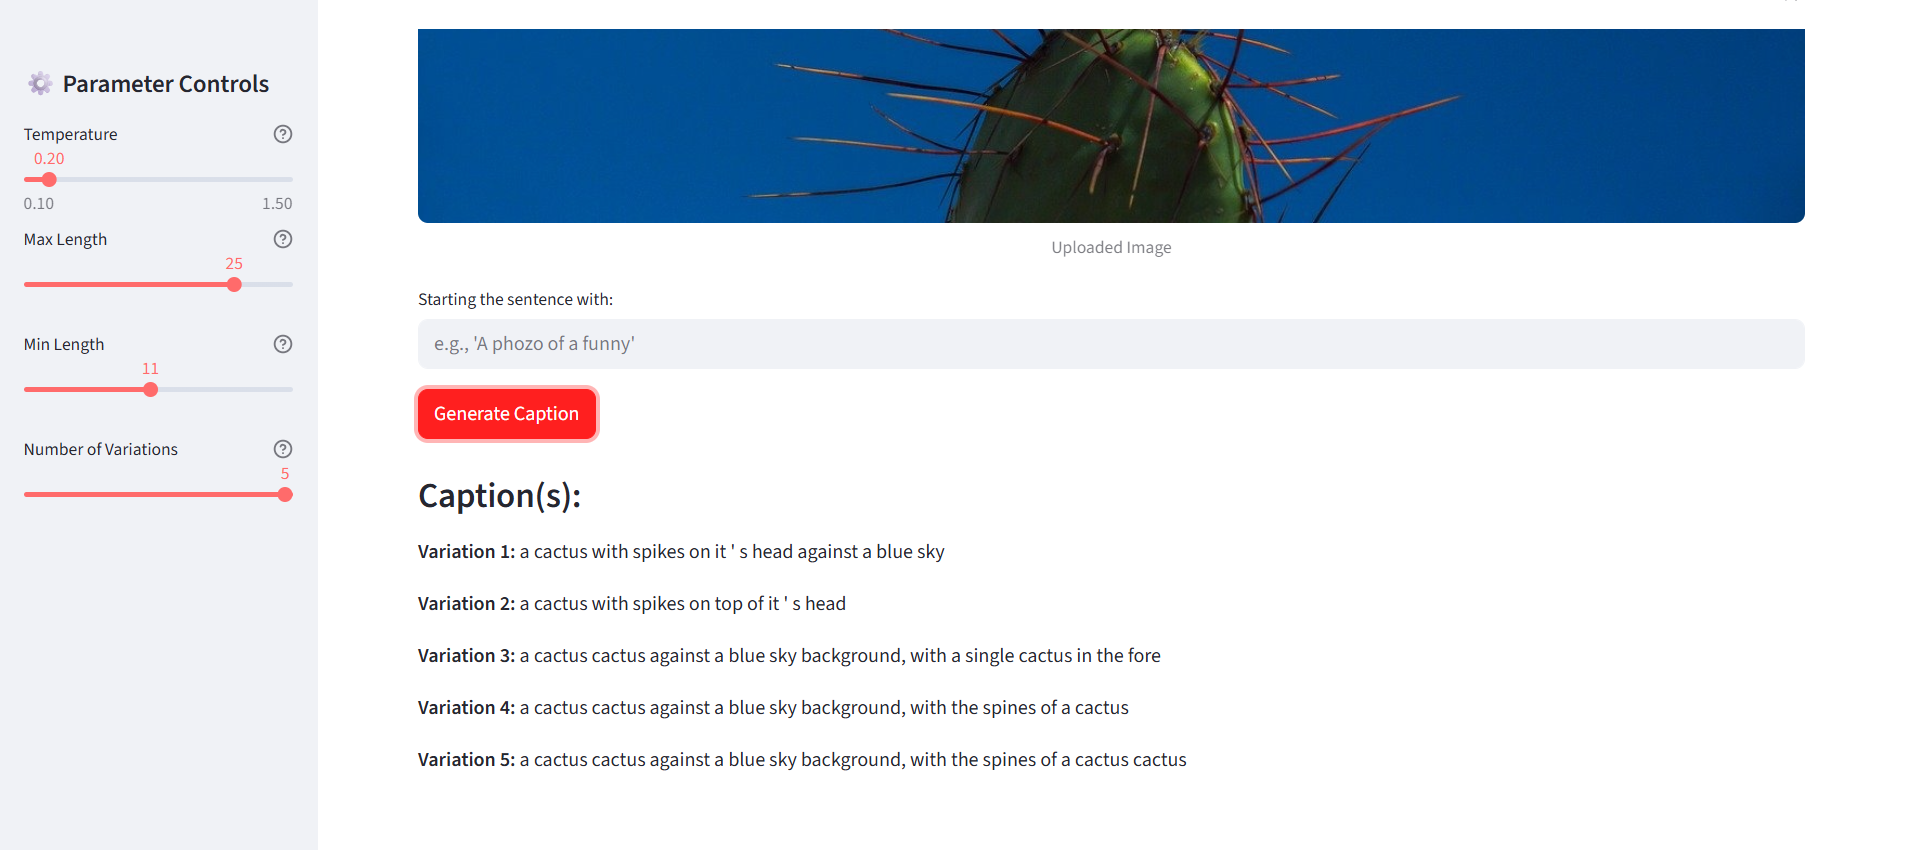 Parameter Controls
Temperature
0.20
0.10 1.50
Max Length
25
Min Length
11
Number of Variations
5
Uploaded Image
Starting the sentence with:
e.g., 'A phozo of a funny'
Generate Caption
Caption(s):
Variation 1: a cactus with spikes on it ' s head against a blue sky
Variation 2: a cactus with spikes on top of it ' s head
Variation 3: a cactus cactus against a blue sky background, with a single cactus in the fore
Variation 4: a cactus cactus against a blue sky background, with the spines of a cactus
Variation 5: a cactus cactus against a blue sky background, with the spines of a cactus cactus